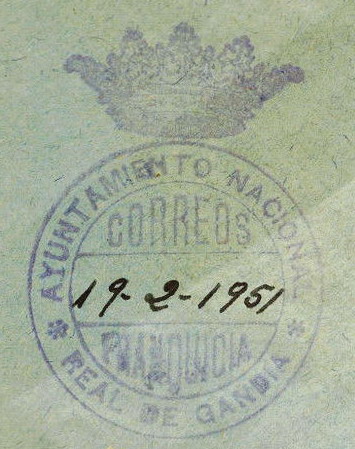 AYUNTAMIENTO NACIONAL
CORREOS
19-2-1951
FRANQUICIA
REAL DE GANDIA